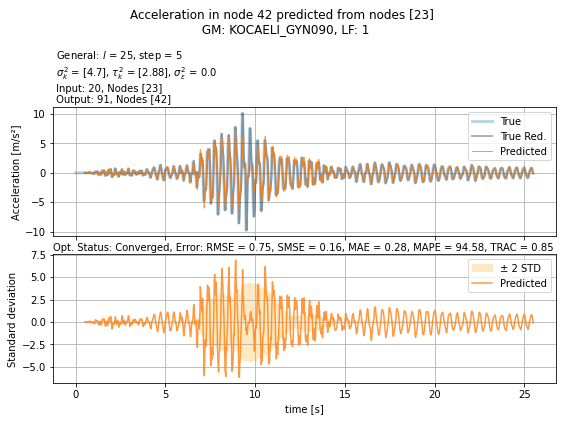 Acceleration in node 42 predicted from nodes [23]
GM: KOCAELI_GYN090, LF: 1
General: l = 25, step = 5
σ²ₖ = [4.7], τ²ₖ = [2.88], σ²ε = 0.0
Input: 20, Nodes [23]
Output: 91, Nodes [42]
Acceleration [m/s²]
10
5
0
−5
−10
True
True Red.
Predicted
Opt. Status: Converged, Error: RMSE = 0.75, SMSE = 0.16, MAE = 0.28, MAPE = 94.58, TRAC = 0.85
Standard deviation
7.5
5.0
2.5
0.0
−2.5
−5.0
± 2 STD
Predicted
0 5 10 15 20 25
time [s]